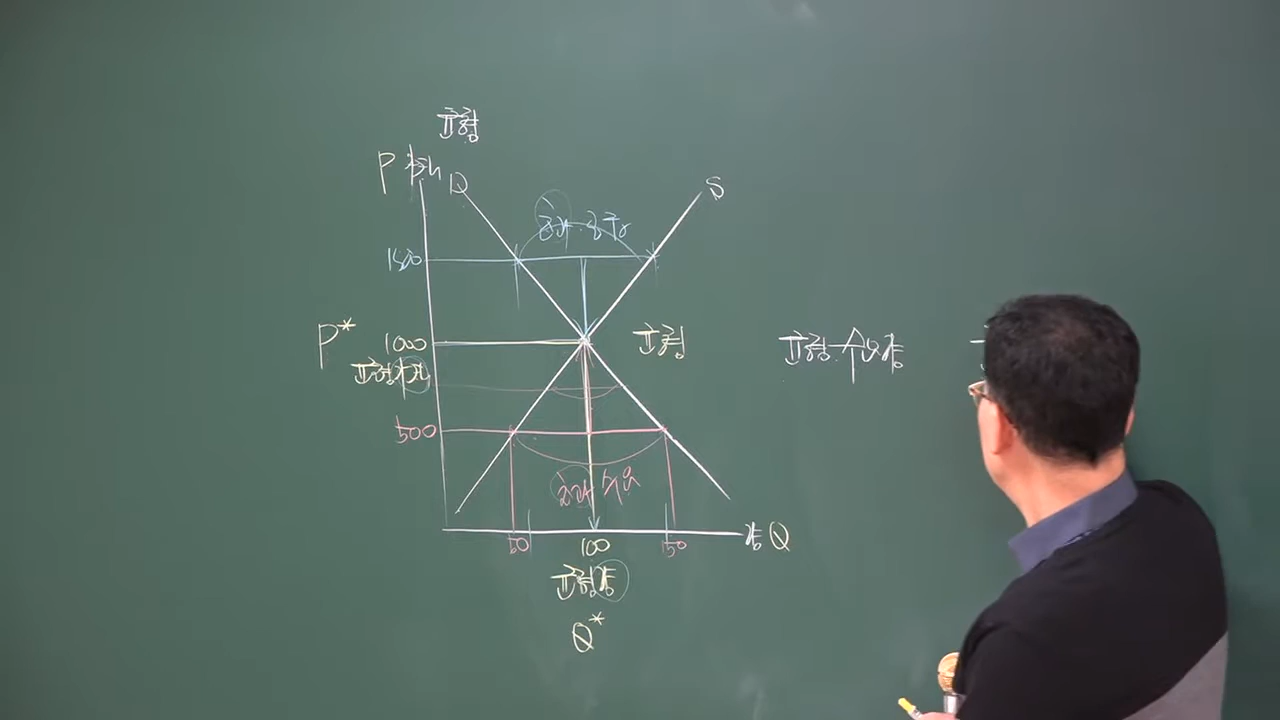 균형
P 가격
D
S
초과 공급
1500
P*
1000
균형
균형 수요량
균형가격
500
초과 수요
50
100
150
량 Q
균형량
Q*